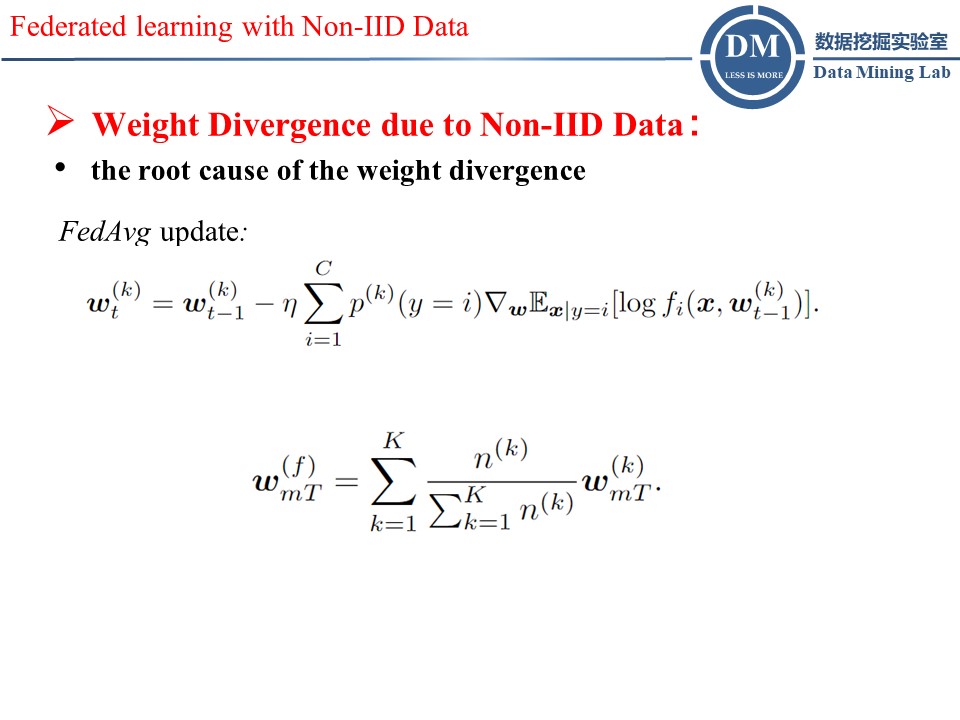 Federated learning with Non-IID Data
DM
LESS IS MORE
数据挖掘实验室
Data Mining Lab
➢ Weight Divergence due to Non-IID Data：
• the root cause of the weight divergence
FedAvg update:
$\boldsymbol{w}_{t}^{(k)} = \boldsymbol{w}_{t-1}^{(k)} - \eta \sum_{i=1}^{C} p^{(k)}(y = i) \nabla_{\boldsymbol{w}} \mathbb{E}_{\boldsymbol{x}|y=i}[\log f_i(\boldsymbol{x}, \boldsymbol{w}_{t-1}^{(k)})].$
$\boldsymbol{w}_{mT}^{(f)} = \sum_{k=1}^{K} \frac{n^{(k)}}{\sum_{k=1}^{K} n^{(k)}} \boldsymbol{w}_{mT}^{(k)}.$